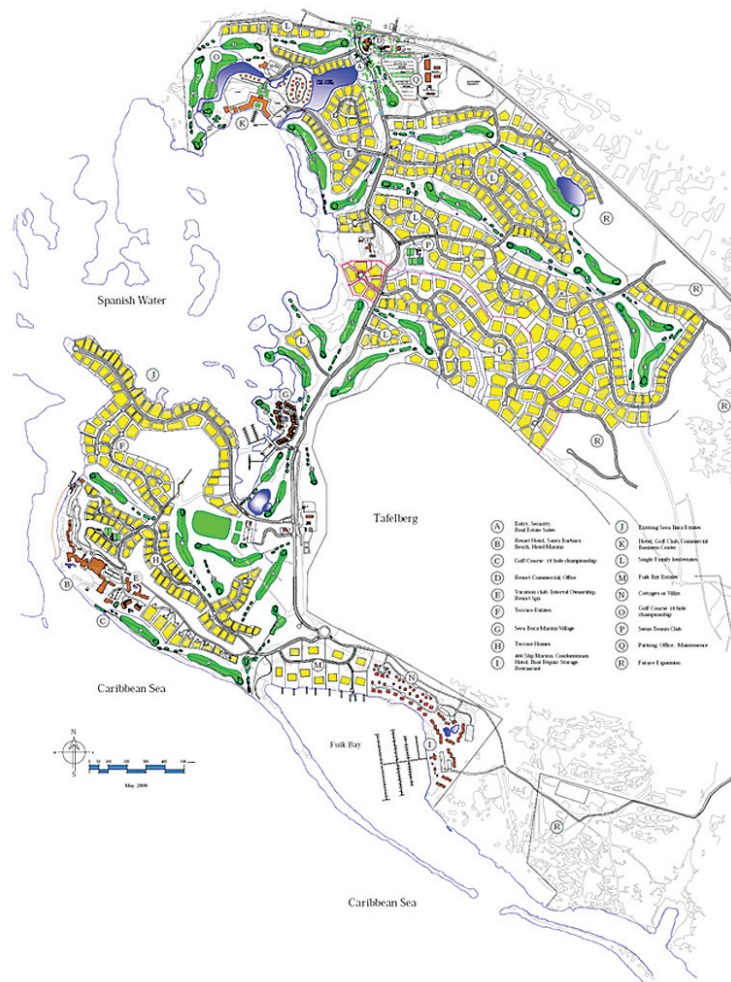 Spanish Water
Tafelberg
Caribbean Sea
Fuik Bay
Caribbean Sea
N
S
May 2009
A Entry, Security,
Real Estate Sales
B Resort Hotel, Santa Barbara
Beach, Hotel Marina
C Golf Course 18 hole championship
D Resort Commercial, Office
E Vacation club Interval Ownership,
Resort Spa
F Terrace Estates
G Sera Boca Marina Village
H Terrace Homes
I 400 Slip Marina, Condominium
Hotel, Boat Repair Storage,
Restaurant
J Existing Sera Boca Estates
K Hotel, Golf Club, Commercial
Business Center
L Single Family homesites
M Fuik Bay Estates
N Cottages or Villas
O Golf Course 18 hole
championship
P Swim Tennis Club
Q Parking, Office, Maintenance
R Future Expansion
L
O
A
D
Q
K
L
L
R
L
P
R
L
L
L
R
R
J
G
F
H
B
E
C
M
N
I
R